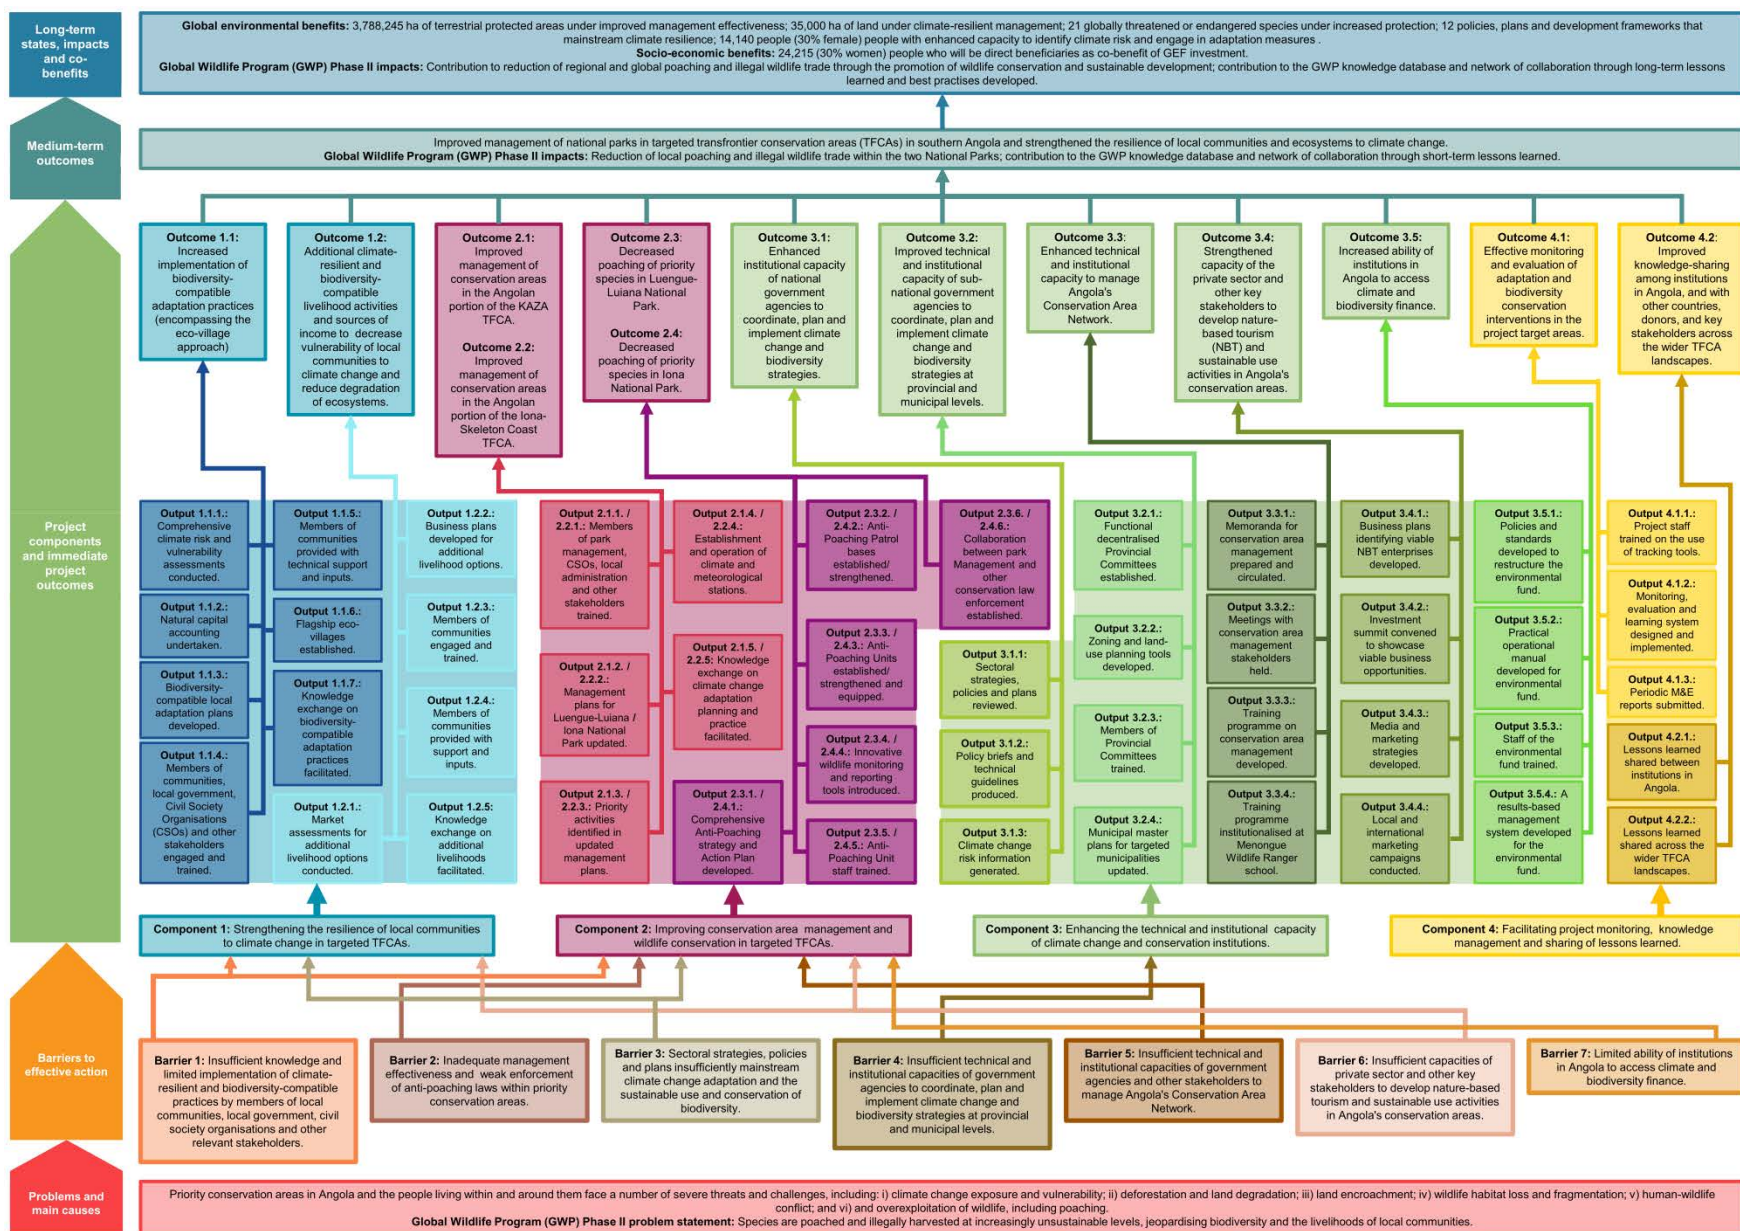 Long-term
states, impacts
and co-
benefits
Global environmental benefits: 3,788,245 ha of terrestrial protected areas under improved management effectiveness; 35,000 ha of land under climate-resilient management; 21 globally threatened or endangered species under increased protection; 12 policies, plans and development frameworks that
mainstream climate resilience; 14,140 people (30% female) people with enhanced capacity to identify climate risk and engage in adaptation measures .
Socio-economic benefits: 24,215 (30% women) people who will be direct beneficiaries as co-benefit of GEF investment.
Global Wildlife Program (GWP) Phase II impacts: Contribution to reduction of regional and global poaching and illegal wildlife trade through the promotion of wildlife conservation and sustainable development; contribution to the GWP knowledge database and network of collaboration through long-term lessons
learned and best practises developed.
Medium-term
outcomes
Improved management of national parks in targeted transfrontier conservation areas (TFCAs) in southern Angola and strengthened the resilience of local communities and ecosystems to climate change.
Global Wildlife Program (GWP) Phase II impacts: Reduction of local poaching and illegal wildlife trade within the two National Parks; contribution to the GWP knowledge database and network of collaboration through short-term lessons learned.
Project
components
and immediate
project
outcomes
Outcome 1.1:
Increased
implementation of
biodiversity-
compatible
adaptation practices
(encompassing the
eco-village
approach)
Outcome 1.2:
Additional climate-
resilient and
biodiversity-
compatible
livelihood activities
and sources of
income to decrease
vulnerability of local
communities to
climate change and
reduce degradation
of ecosystems.
Outcome 2.1:
Improved
management of
conservation areas
in the Angolan
portion of the KAZA
TFCA.
Outcome 2.2:
Improved
management of
conservation areas
in the Angolan
portion of the Iona-
Skeleton Coast
TFCA.
Outcome 2.3:
Decreased
poaching of priority
species in Luengue-
Luiana National
Park.
Outcome 2.4:
Decreased
poaching of priority
species in Iona
National Park.
Outcome 3.1:
Enhanced
institutional capacity
of national
government
agencies to
coordinate, plan and
implement climate
change and
biodiversity
strategies.
Outcome 3.2:
Improved technical
and institutional
capacity of sub-
national government
agencies to
coordinate, plan and
implement climate
change and
biodiversity
strategies at
provincial and
municipal levels.
Outcome 3.3:
Enhanced technical
and institutional
capacity to manage
Angola's
Conservation Area
Network.
Outcome 3.4:
Strengthened
capacity of the
private sector and
other key
stakeholders to
develop nature-
based tourism
(NBT) and
sustainable use
activities in Angola's
conservation areas.
Outcome 3.5:
Increased ability of
institutions in
Angola to access
climate and
biodiversity finance.
Outcome 4.1:
Effective monitoring
and evaluation of
adaptation and
biodiversity
conservation
interventions in the
project target areas.
Outcome 4.2:
Improved
knowledge-sharing
among institutions
in Angola, and with
other countries,
donors, and key
stakeholders across
the wider TFCA
landscapes.
Output 1.1.1.:
Comprehensive
climate risk and
vulnerability
assessments
conducted.
Output 1.1.2.:
Natural capital
accounting
undertaken.
Output 1.1.3.:
Biodiversity-
compatible local
adaptation plans
developed.
Output 1.1.4.:
Members of
communities,
local government,
Civil Society
Organisations
(CSOs) and other
stakeholders
engaged and
trained.
Output 1.1.5.:
Members of
communities
provided with
technical support
and inputs.
Output 1.1.6.:
Flagship eco-
villages
established.
Output 1.1.7.:
Knowledge
exchange on
biodiversity-
compatible
adaptation
practices
facilitated.
Output 1.2.1.:
Market
assessments for
additional
livelihood options
conducted.
Output 1.2.2.:
Business plans
developed for
additional
livelihood options.
Output 1.2.3.:
Members of
communities
engaged and
trained.
Output 1.2.4.:
Members of
communities
provided with
support and
inputs.
Output 1.2.5:
Knowledge
exchange on
additional
livelihoods
facilitated.
Output 2.1.1. /
2.2.1.: Members
of park
management,
CSOs, local
administration
and other
stakeholders
trained.
Output 2.1.2. /
2.2.2.:
Management
plans for
Luengue-Luiana /
Iona National
Park updated.
Output 2.1.3. /
2.2.3.: Priority
activities
identified in
updated
management
plans.
Output 2.1.4. /
2.2.4.:
Establishment
and operation of
climate and
meteorological
stations.
Output 2.1.5. /
2.2.5: Knowledge
exchange on
climate change
adaptation
planning and
practice
facilitated.
Output 2.3.1. /
2.4.1.:
Comprehensive
Anti-Poaching
strategy and
Action Plan
developed.
Output 2.3.2. /
2.4.2.: Anti-
Poaching Patrol
bases
established/
strengthened.
Output 2.3.3. /
2.4.3.: Anti-
Poaching Units
established/
strengthened
and equipped.
Output 2.3.4. /
2.4.4.: Innovative
wildlife monitoring
and reporting
tools introduced.
Output 2.3.5. /
2.4.5.: Anti-
Poaching Unit
staff trained.
Output 2.3.6. /
2.4.6.:
Collaboration
between park
Management and
other
conservation law
enforcement
established.
Output 3.1.1:
Sectoral
strategies,
policies and plans
reviewed.
Output 3.1.2.:
Policy briefs and
technical
guidelines
produced.
Output 3.1.3:
Climate change
risk information
generated.
Output 3.2.1.:
Functional
decentralised
Provincial
Committees
established.
Output 3.2.2.:
Zoning and land-
use planning tools
developed.
Output 3.2.3.:
Members of
Provincial
Committees
trained.
Output 3.2.4.:
Municipal master
plans for targeted
municipalities
updated.
Output 3.3.1.:
Memoranda for
conservation area
management
prepared and
circulated.
Output 3.3.2.:
Meetings with
conservation area
management
stakeholders
held.
Output 3.3.3.:
Training
programme on
conservation area
management
developed.
Output 3.3.4.:
Training
programme
institutionalised at
Menongue
Wildlife Ranger
school.
Output 3.4.1.:
Business plans
identifying viable
NBT enterprises
developed.
Output 3.4.2.:
Investment
summit convened
to showcase
viable business
opportunities.
Output 3.4.3.:
Media and
marketing
strategies
developed.
Output 3.4.4.:
Local and
international
marketing
campaigns
conducted.
Output 3.5.1.:
Policies and
standards
developed to
restructure the
environmental
fund.
Output 3.5.2.:
Practical
operational
manual
developed for
environmental
fund.
Output 3.5.3.:
Staff of the
environmental
fund trained.
Output 3.5.4.: A
results-based
management
system developed
for the
environmental
fund.
Output 4.1.1.:
Project staff
trained on the use
of tracking tools.
Output 4.1.2.:
Monitoring,
evaluation and
learning system
designed and
implemented.
Output 4.1.3.:
Periodic M&E
reports submitted.
Output 4.2.1.:
Lessons learned
shared between
institutions in
Angola.
Output 4.2.2.:
Lessons learned
shared across the
wider TFCA
landscapes.
Component 1: Strengthening the resilience of local communities
to climate change in targeted TFCAs.
Component 2: Improving conservation area management and
wildlife conservation in targeted TFCAs.
Component 3: Enhancing the technical and institutional capacity
of climate change and conservation institutions.
Component 4: Facilitating project monitoring, knowledge
management and sharing of lessons learned.
Barriers to
effective action
Barrier 1: Insufficient knowledge and
limited implementation of climate-
resilient and biodiversity-compatible
practices by members of local
communities, local government, civil
society organisations and other
relevant stakeholders.
Barrier 2: Inadequate management
effectiveness and weak enforcement
of anti-poaching laws within priority
conservation areas.
Barrier 3: Sectoral strategies, policies
and plans insufficiently mainstream
climate change adaptation and the
sustainable use and conservation of
biodiversity.
Barrier 4: Insufficient technical and
institutional capacities of government
agencies to coordinate, plan and
implement climate change and
biodiversity strategies at provincial
and municipal levels.
Barrier 5: Insufficient technical and
institutional capacities of government
agencies and other stakeholders to
manage Angola's Conservation Area
Network.
Barrier 6: Insufficient capacities of
private sector and other key
stakeholders to develop nature-based
tourism and sustainable use activities
in Angola's conservation areas.
Barrier 7: Limited ability of institutions
in Angola to access climate and
biodiversity finance.
Problems and
main causes
Priority conservation areas in Angola and the people living within and around them face a number of severe threats and challenges, including: i) climate change exposure and vulnerability; ii) deforestation and land degradation; iii) land encroachment; iv) wildlife habitat loss and fragmentation; v) human-wildlife
conflict; and vi) and overexploitation of wildlife, including poaching.
Global Wildlife Program (GWP) Phase II problem statement: Species are poached and illegally harvested at increasingly unsustainable levels, jeopardising biodiversity and the livelihoods of local communities.